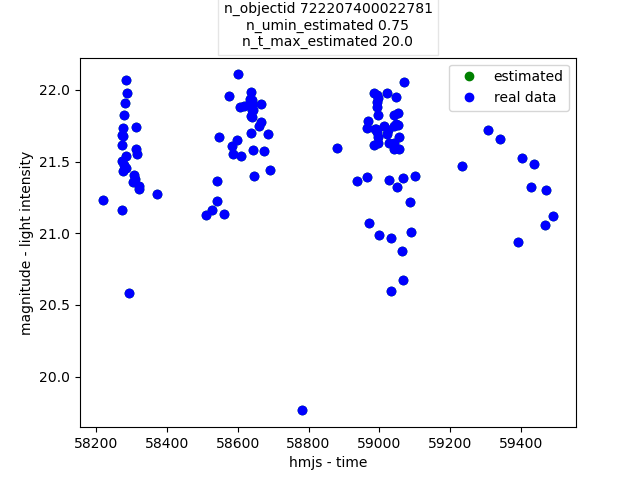 n_objectid 722207400022781
n_umin_estimated 0.75
n_t_max_estimated 20.0
estimated
real data
magnitude - light intensity
22.0
21.5
21.0
20.5
20.0
58200 58400 58600 58800 59000 59200 59400
hmjs - time